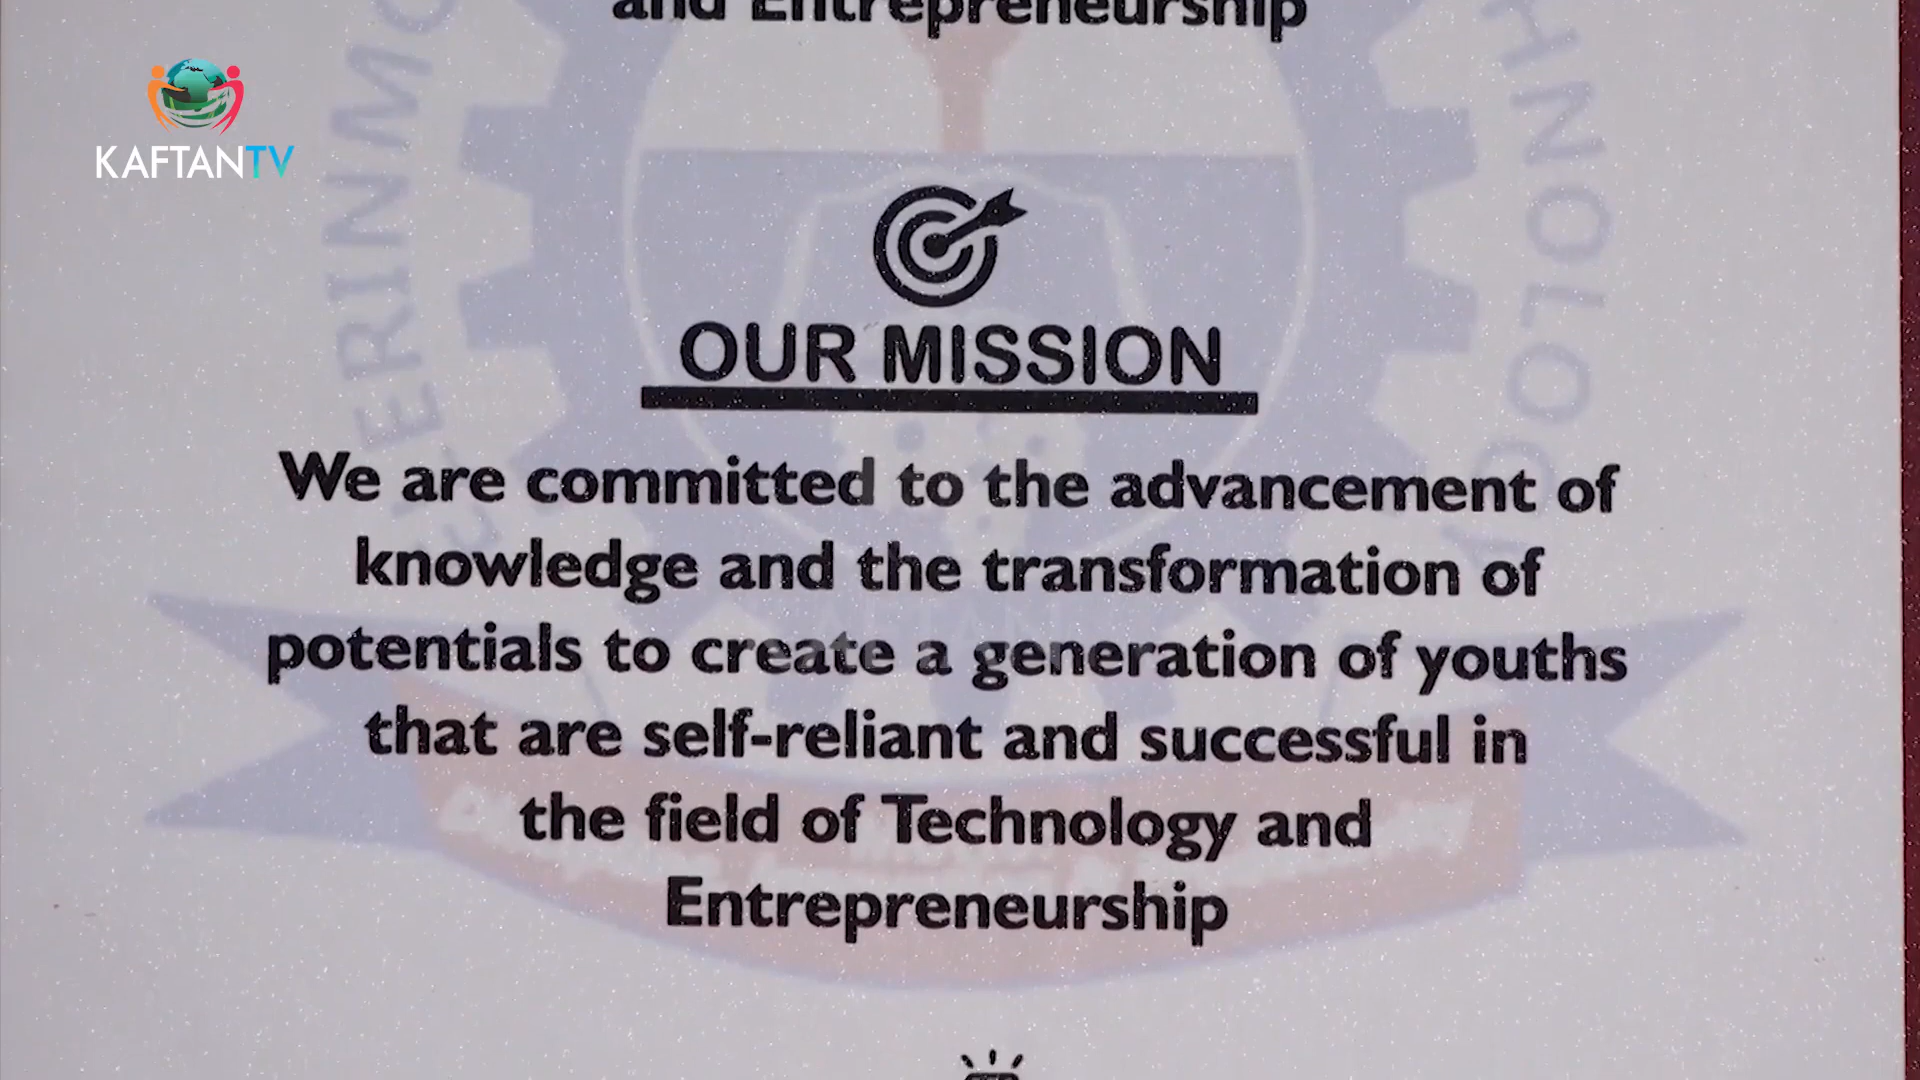 and Entrepreneurship
KAFTANTV
OUR MISSION
We are committed to the advancement of
knowledge and the transformation of
potentials to create a generation of youths
that are self-reliant and successful in
the field of Technology and
Entrepreneurship